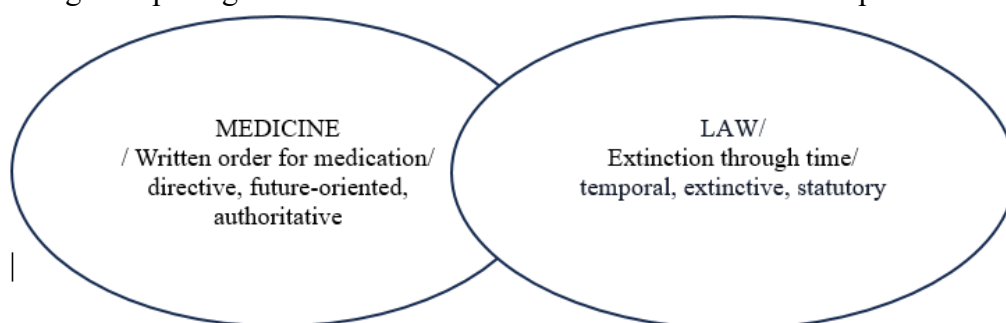 MEDICINE
/ Written order for medication/
directive, future-oriented,
authoritative
LAW/
Extinction through time/
temporal, extinctive, statutory